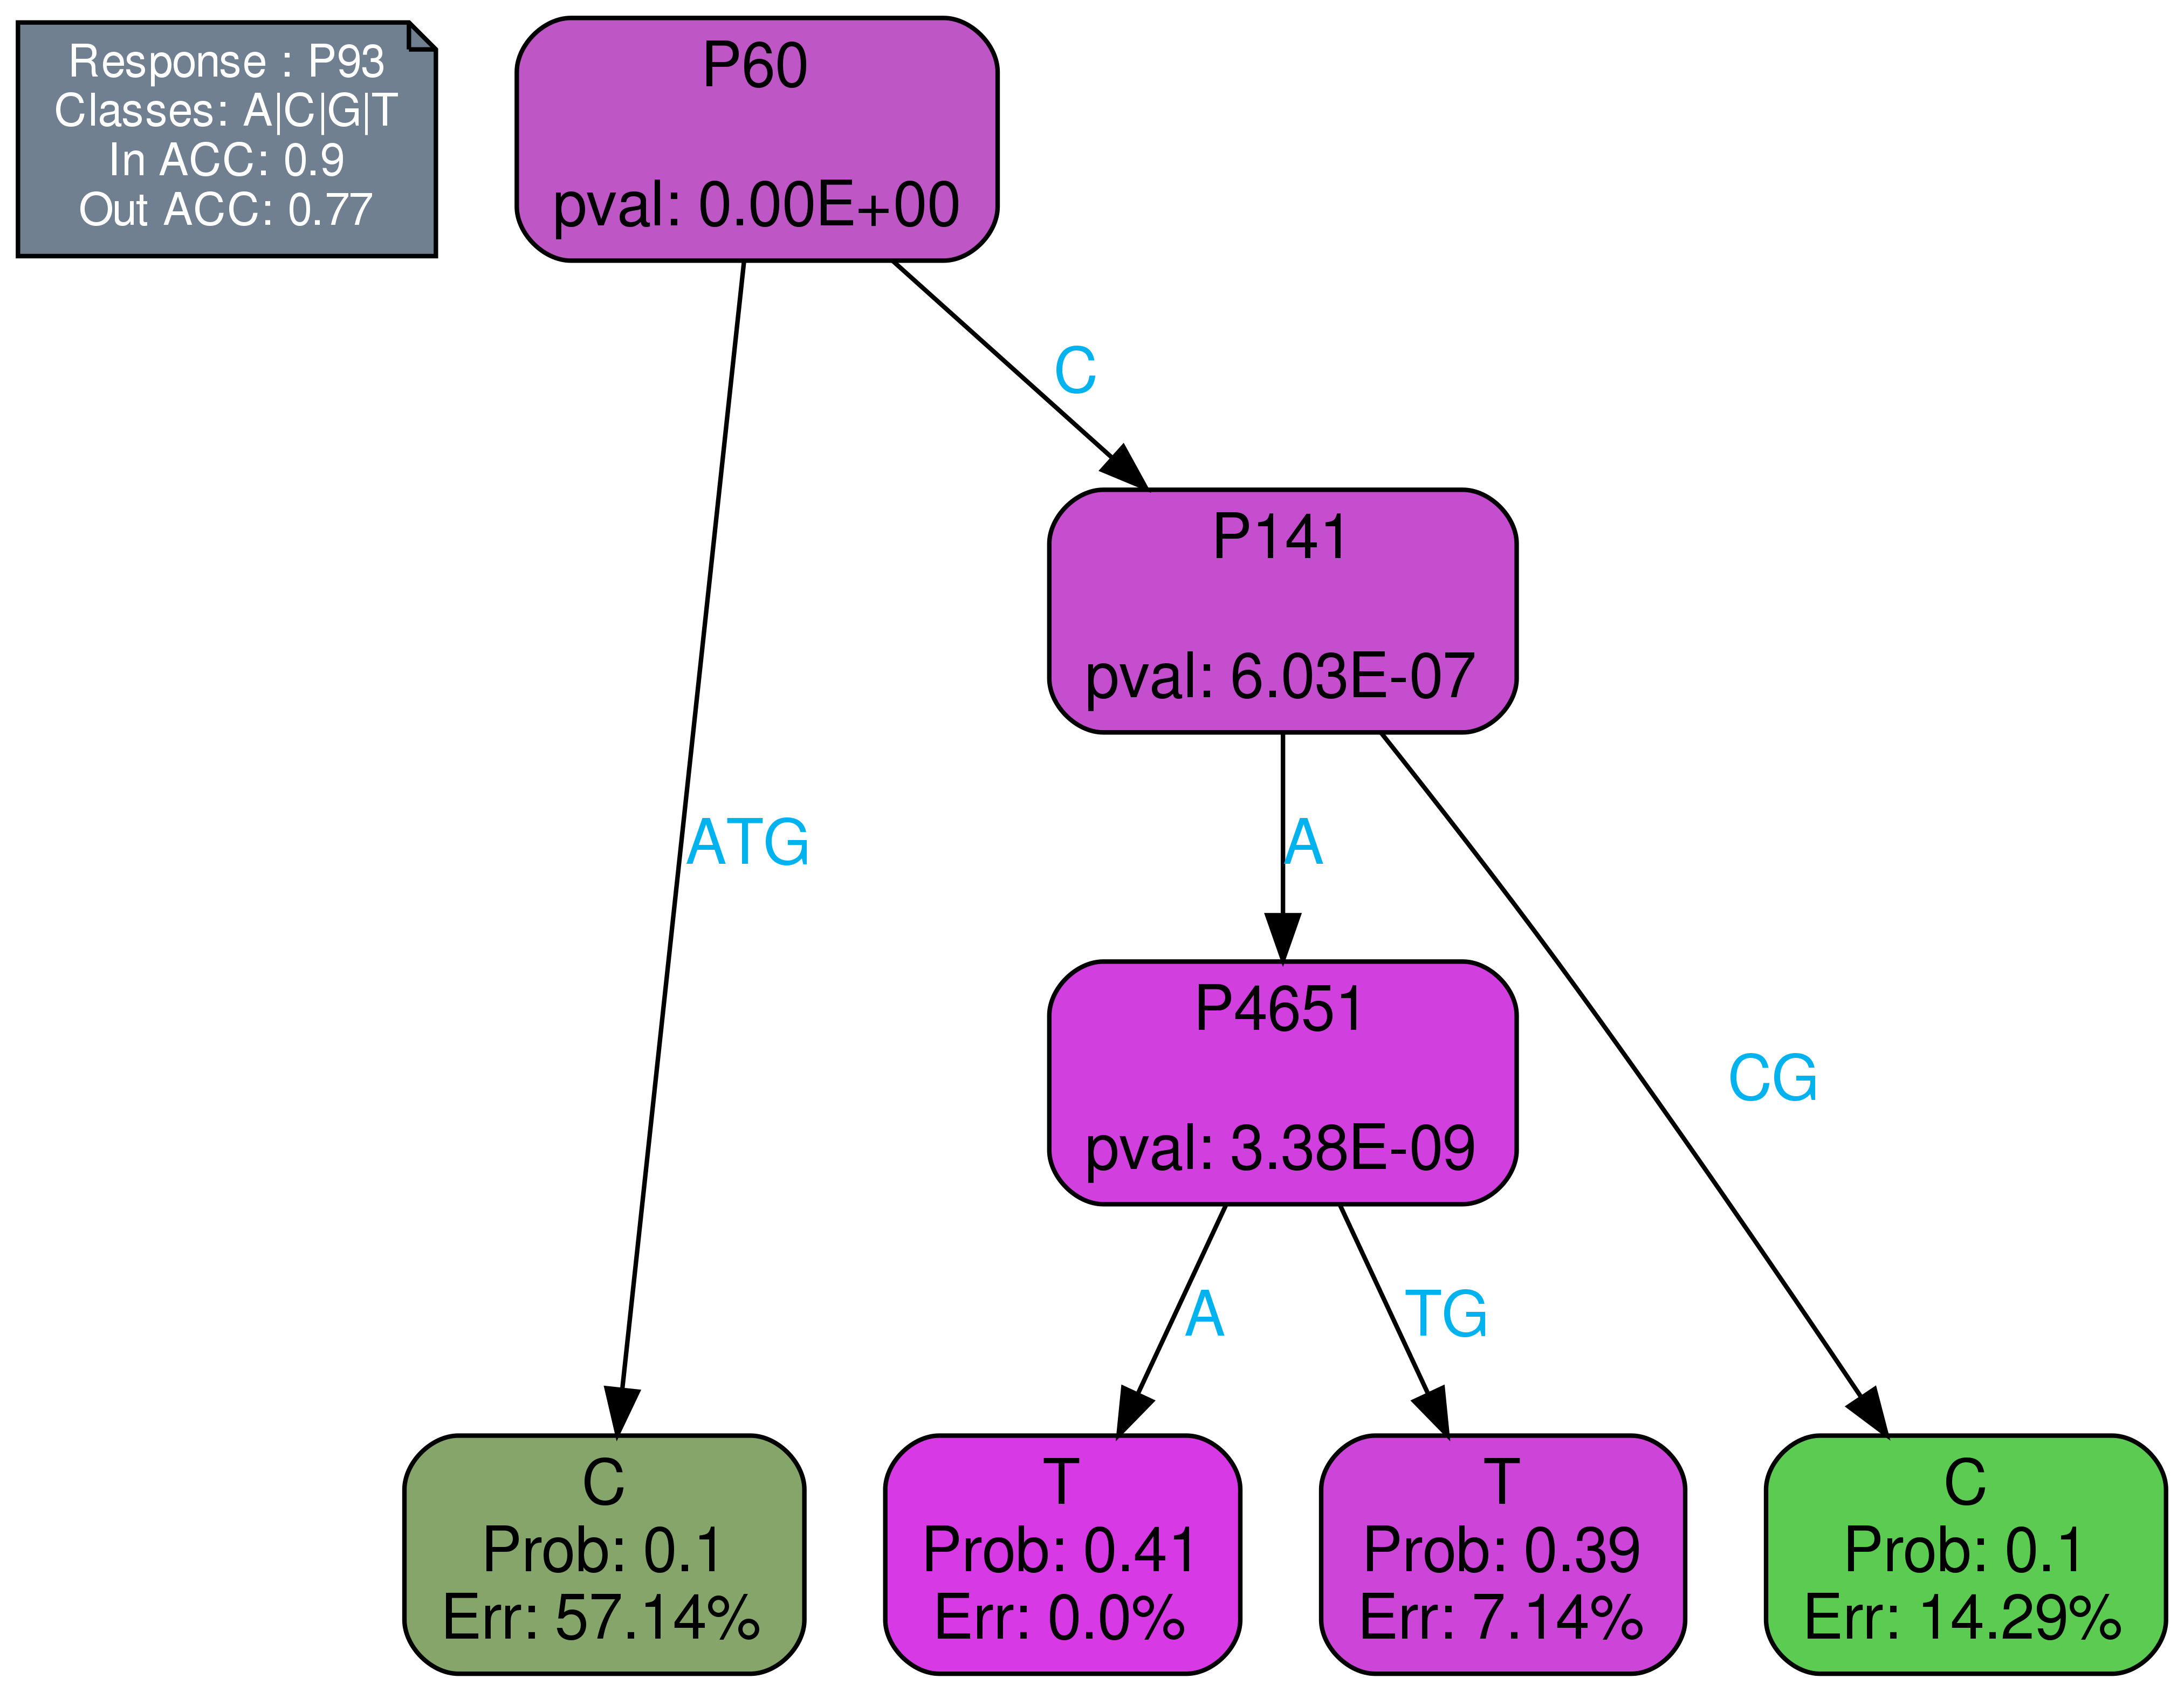 Response : P93
Classes: A|C|G|T
In ACC: 0.9
Out ACC: 0.77
P60
pval: 0.00E+00
C
P141
pval: 6.03E-07
ATG
A
P4651
pval: 3.38E-09
CG
A
TG
C
Prob: 0.1
Err: 57.14%
T
Prob: 0.41
Err: 0.0%
T
Prob: 0.39
Err: 7.14%
C
Prob: 0.1
Err: 14.29%